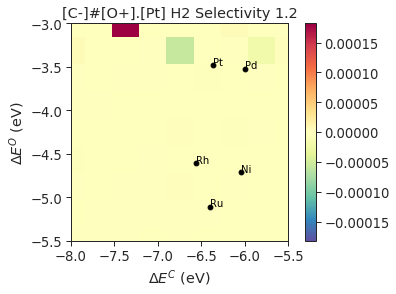 [C-]#[O+].[Pt] H2 Selectivity 1.2
−3.0
−3.5
−4.0
−4.5
−5.0
−5.5
ΔE^O (eV)
Pt
Pd
Rh
Ni
Ru
−8.0 −7.5 −7.0 −6.5 −6.0 −5.5
ΔE^C (eV)
0.00015
0.00010
0.00005
0.00000
−0.00005
−0.00010
−0.00015